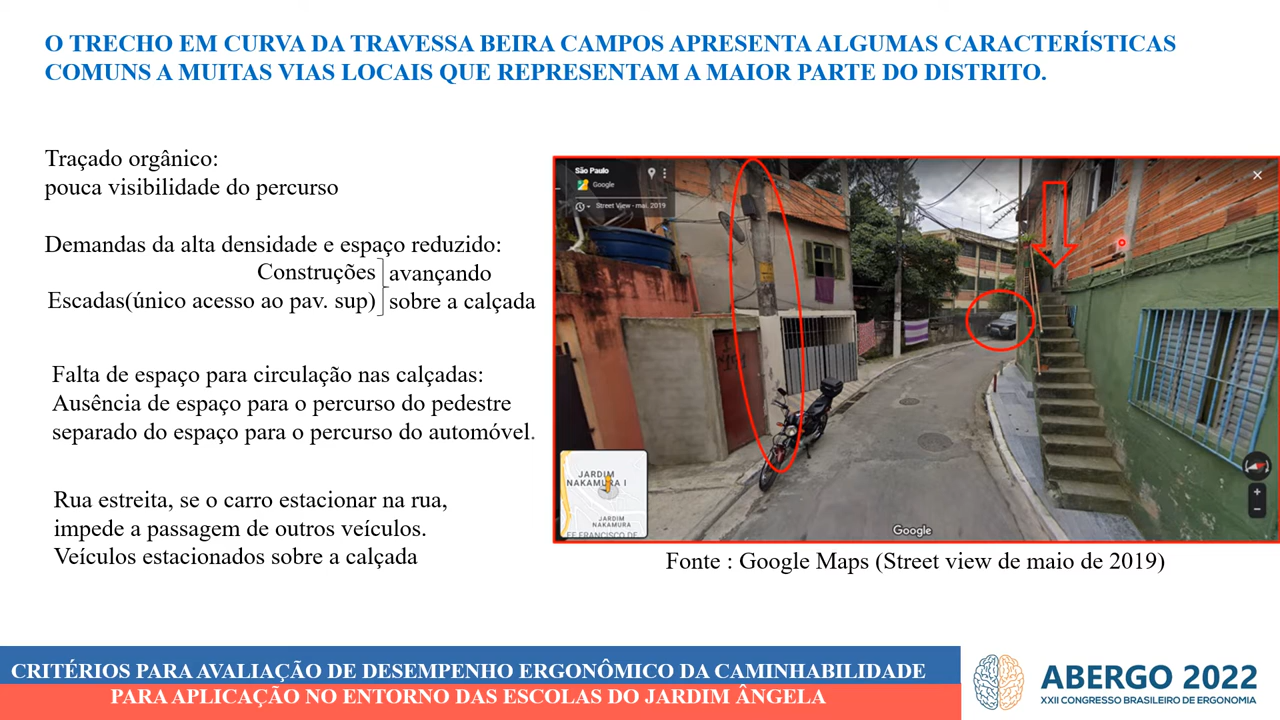 O TRECHO EM CURVA DA TRAVESSA BEIRA CAMPOS APRESENTA ALGUMAS CARACTERÍSTICAS
COMUNS A MUITAS VIAS LOCAIS QUE REPRESENTAM A MAIOR PARTE DO DISTRITO.
Traçado orgânico:
pouca visibilidade do percurso
Demandas da alta densidade e espaço reduzido:
Construções avançando
Escadas(único acesso ao pav. sup) sobre a calçada
Falta de espaço para circulação nas calçadas:
Ausência de espaço para o percurso do pedestre
separado do espaço para o percurso do automóvel.
Rua estreita, se o carro estacionar na rua,
impede a passagem de outros veículos.
Veículos estacionados sobre a calçada
São Paulo
Google
Street View - mai. 2019
JARDIM
NAKAMURA I
JARDIM
NAKAMURA
EE FRANCISCO DE
Google
Fonte : Google Maps (Street view de maio de 2019)
CRITÉRIOS PARA AVALIAÇÃO DE DESEMPENHO ERGONÔMICO DA CAMINHABILIDADE
PARA APLICAÇÃO NO ENTORNO DAS ESCOLAS DO JARDIM ÂNGELA
ABERGO 2022
XXII CONGRESSO BRASILEIRO DE ERGONOMIA